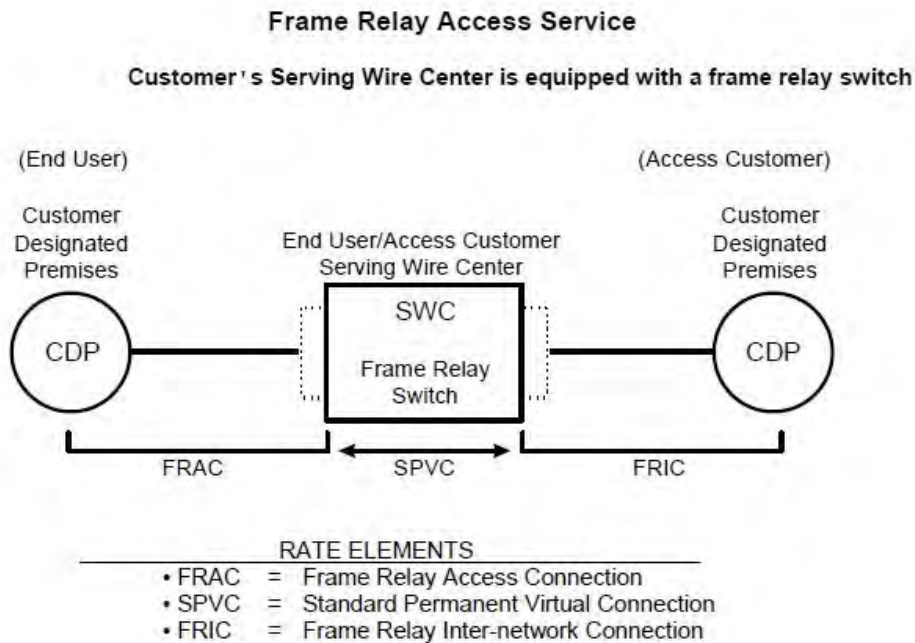 Frame Relay Access Service
Customer's Serving Wire Center is equipped with a frame relay switch
(End User)
(Access Customer)
Customer
Designated
Premises
End User/Access Customer
Serving Wire Center
Customer
Designated
Premises
CDP
SWC
Frame Relay
Switch
CDP
FRAC
SPVC
FRIC
RATE ELEMENTS
• FRAC = Frame Relay Access Connection
• SPVC = Standard Permanent Virtual Connection
• FRIC = Frame Relay Inter-network Connection